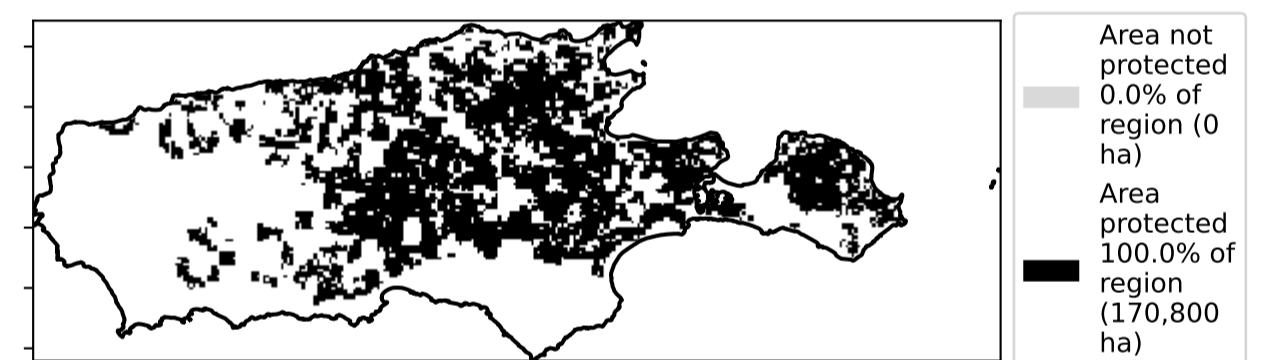 Area not
protected
0.0% of
region (0
ha)
Area
protected
100.0% of
region
(170,800
ha)